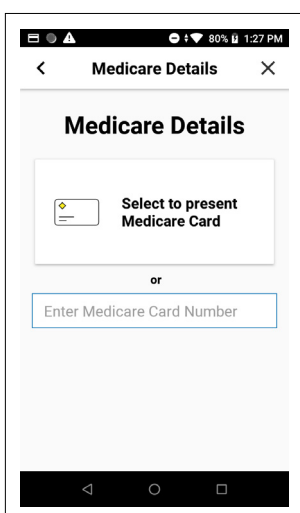 80% 1:27 PM
Medicare Details
Medicare Details
Select to present
Medicare Card
or
Enter Medicare Card Number